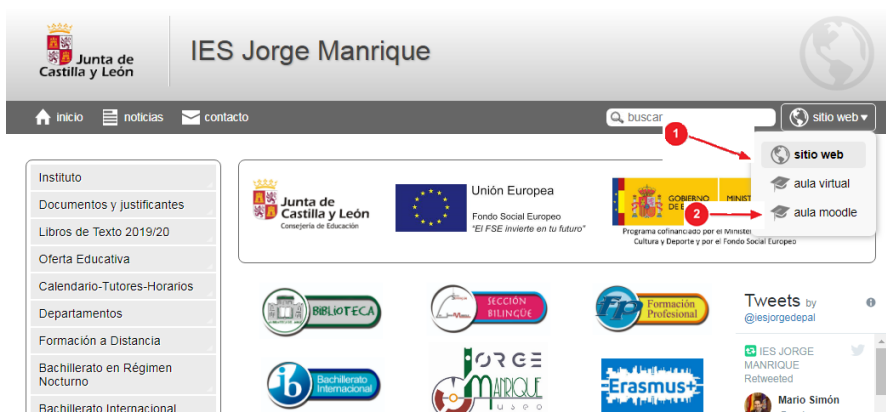 Junta de
Castilla y León
IES Jorge Manrique
inicio
noticias
contacto
buscar
sitio web
1
sitio web
aula virtual
2
aula moodle
Instituto
Documentos y justificantes
Libros de Texto 2019/20
Oferta Educativa
Calendario-Tutores-Horarios
Departamentos
Formación a Distancia
Bachillerato en Régimen
Nocturno
Bachillerato Internacional
Junta de
Castilla y León
Consejería de Educación
Unión Europea
Fondo Social Europeo
"El FSE invierte en tu futuro"
GOBIERNO
DE E
MINIST
Programa cofinanciado por el Ministe
Cultura y Deporte y por el Fondo Social Europeo
BIBLIOTECA
SECCIÓN
BILINGÜE
Fp
Formación
Profesional
ib
Bachillerato
Internacional
JORGE
MANRIQUE
museo
Erasmus+
Tweets by
@iesjorgedepal
IES JORGE
MANRIQUE
Retweeted
Mario Simón